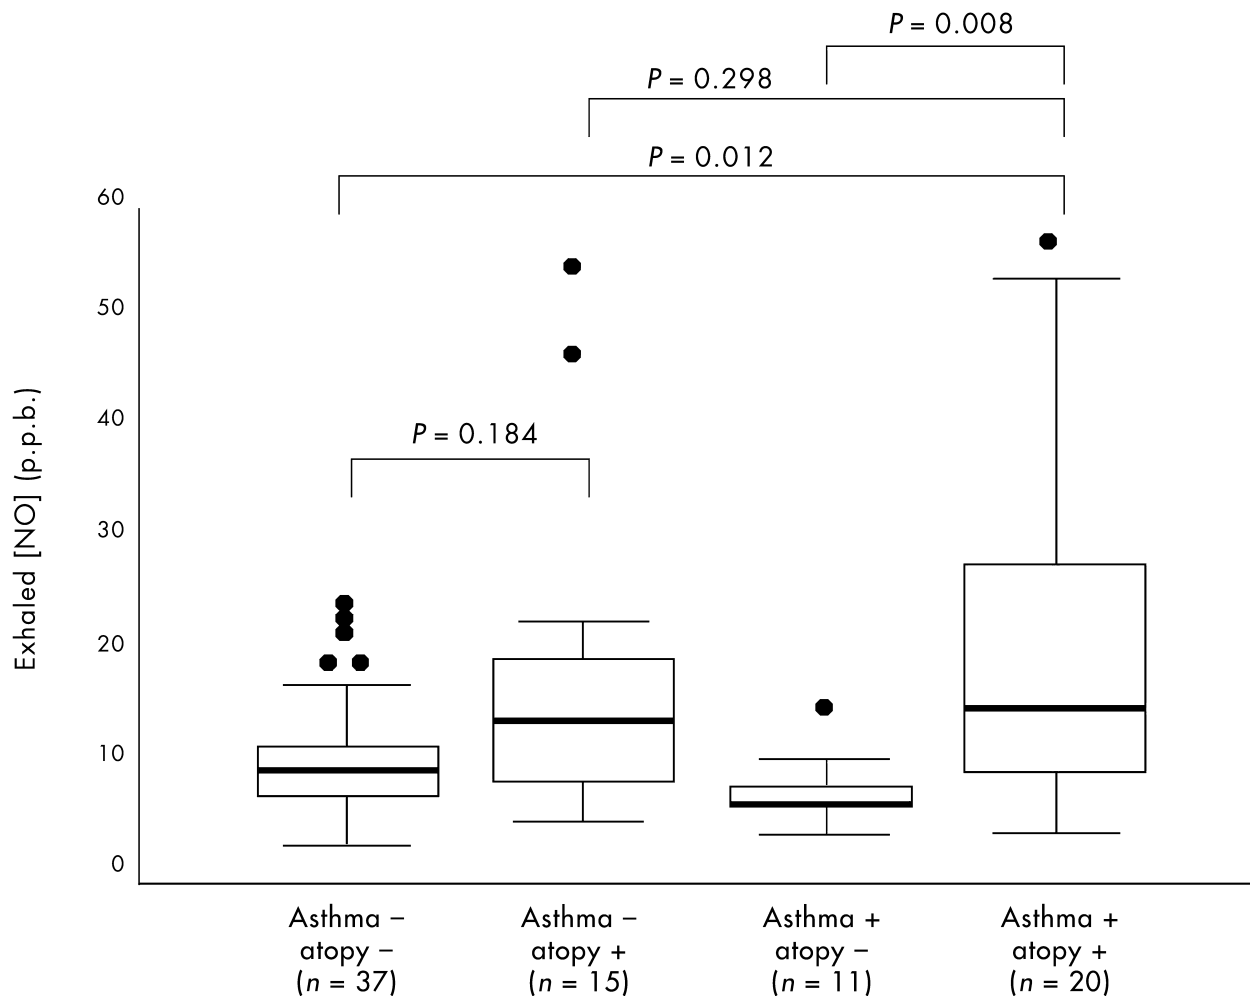 P = 0.008
P = 0.298
P = 0.012
60
50
40
P = 0.184
30
20
10
0
Exhaled [NO] (p.p.b.)
Asthma −
atopy −
(n = 37)
Asthma −
atopy +
(n = 15)
Asthma +
atopy −
(n = 11)
Asthma +
atopy +
(n = 20)